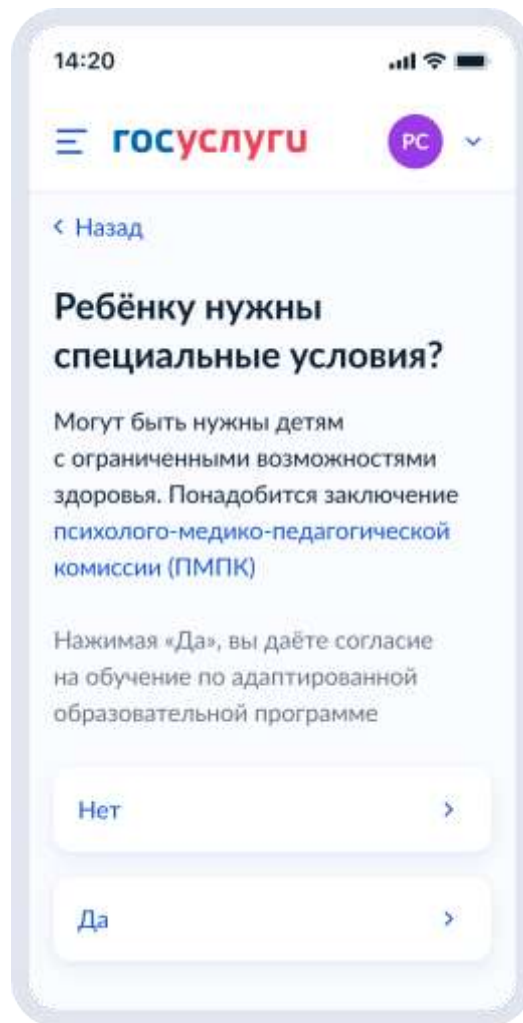 14:20
госуслуги
РС
Назад
Ребёнку нужны
специальные условия?
Могут быть нужны детям
с ограниченными возможностями
здоровья. Понадобится заключение
психолого-медико-педагогической
комиссии (ПМПК)
Нажимая «Да», вы даёте согласие
на обучение по адаптированной
образовательной программе
Нет
Да